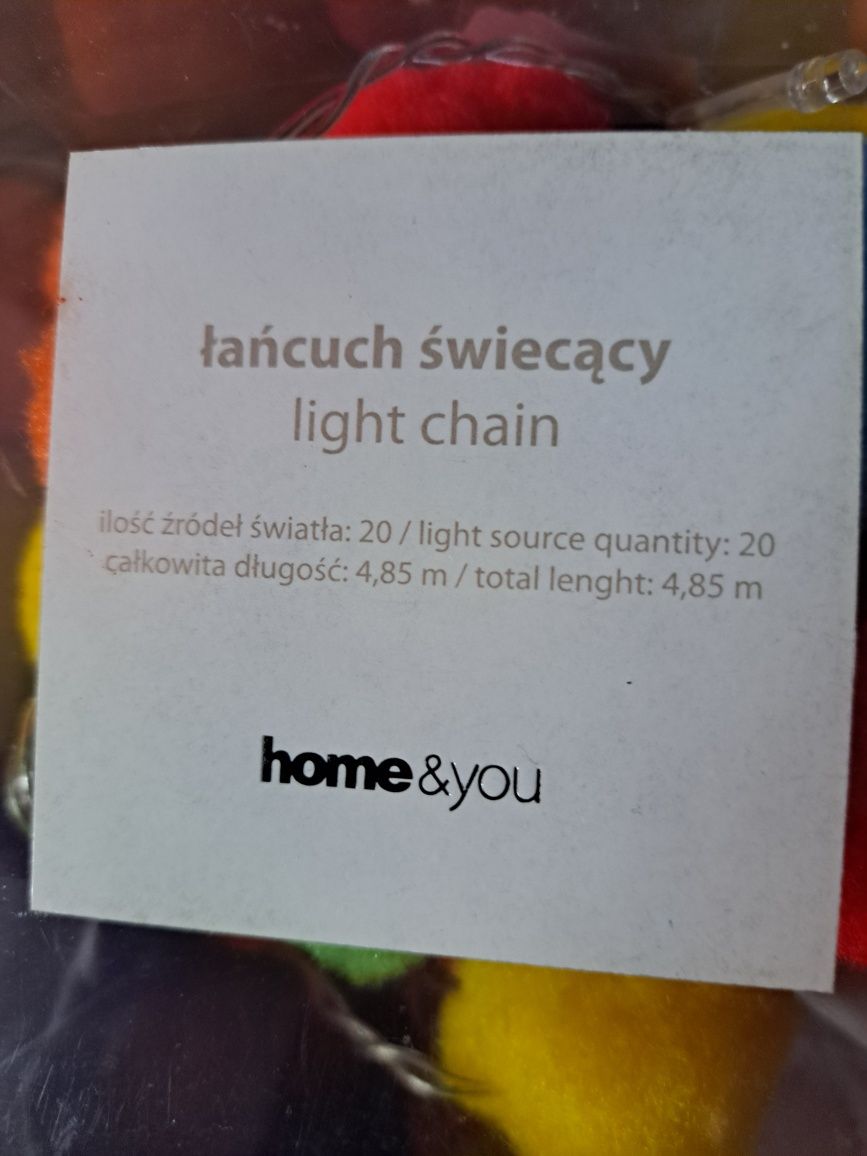 łańcuch świecący
light chain
ilość źródeł światła: 20 / light source quantity: 20
całkowita długość: 4,85 m / total lenght: 4,85 m
home&you